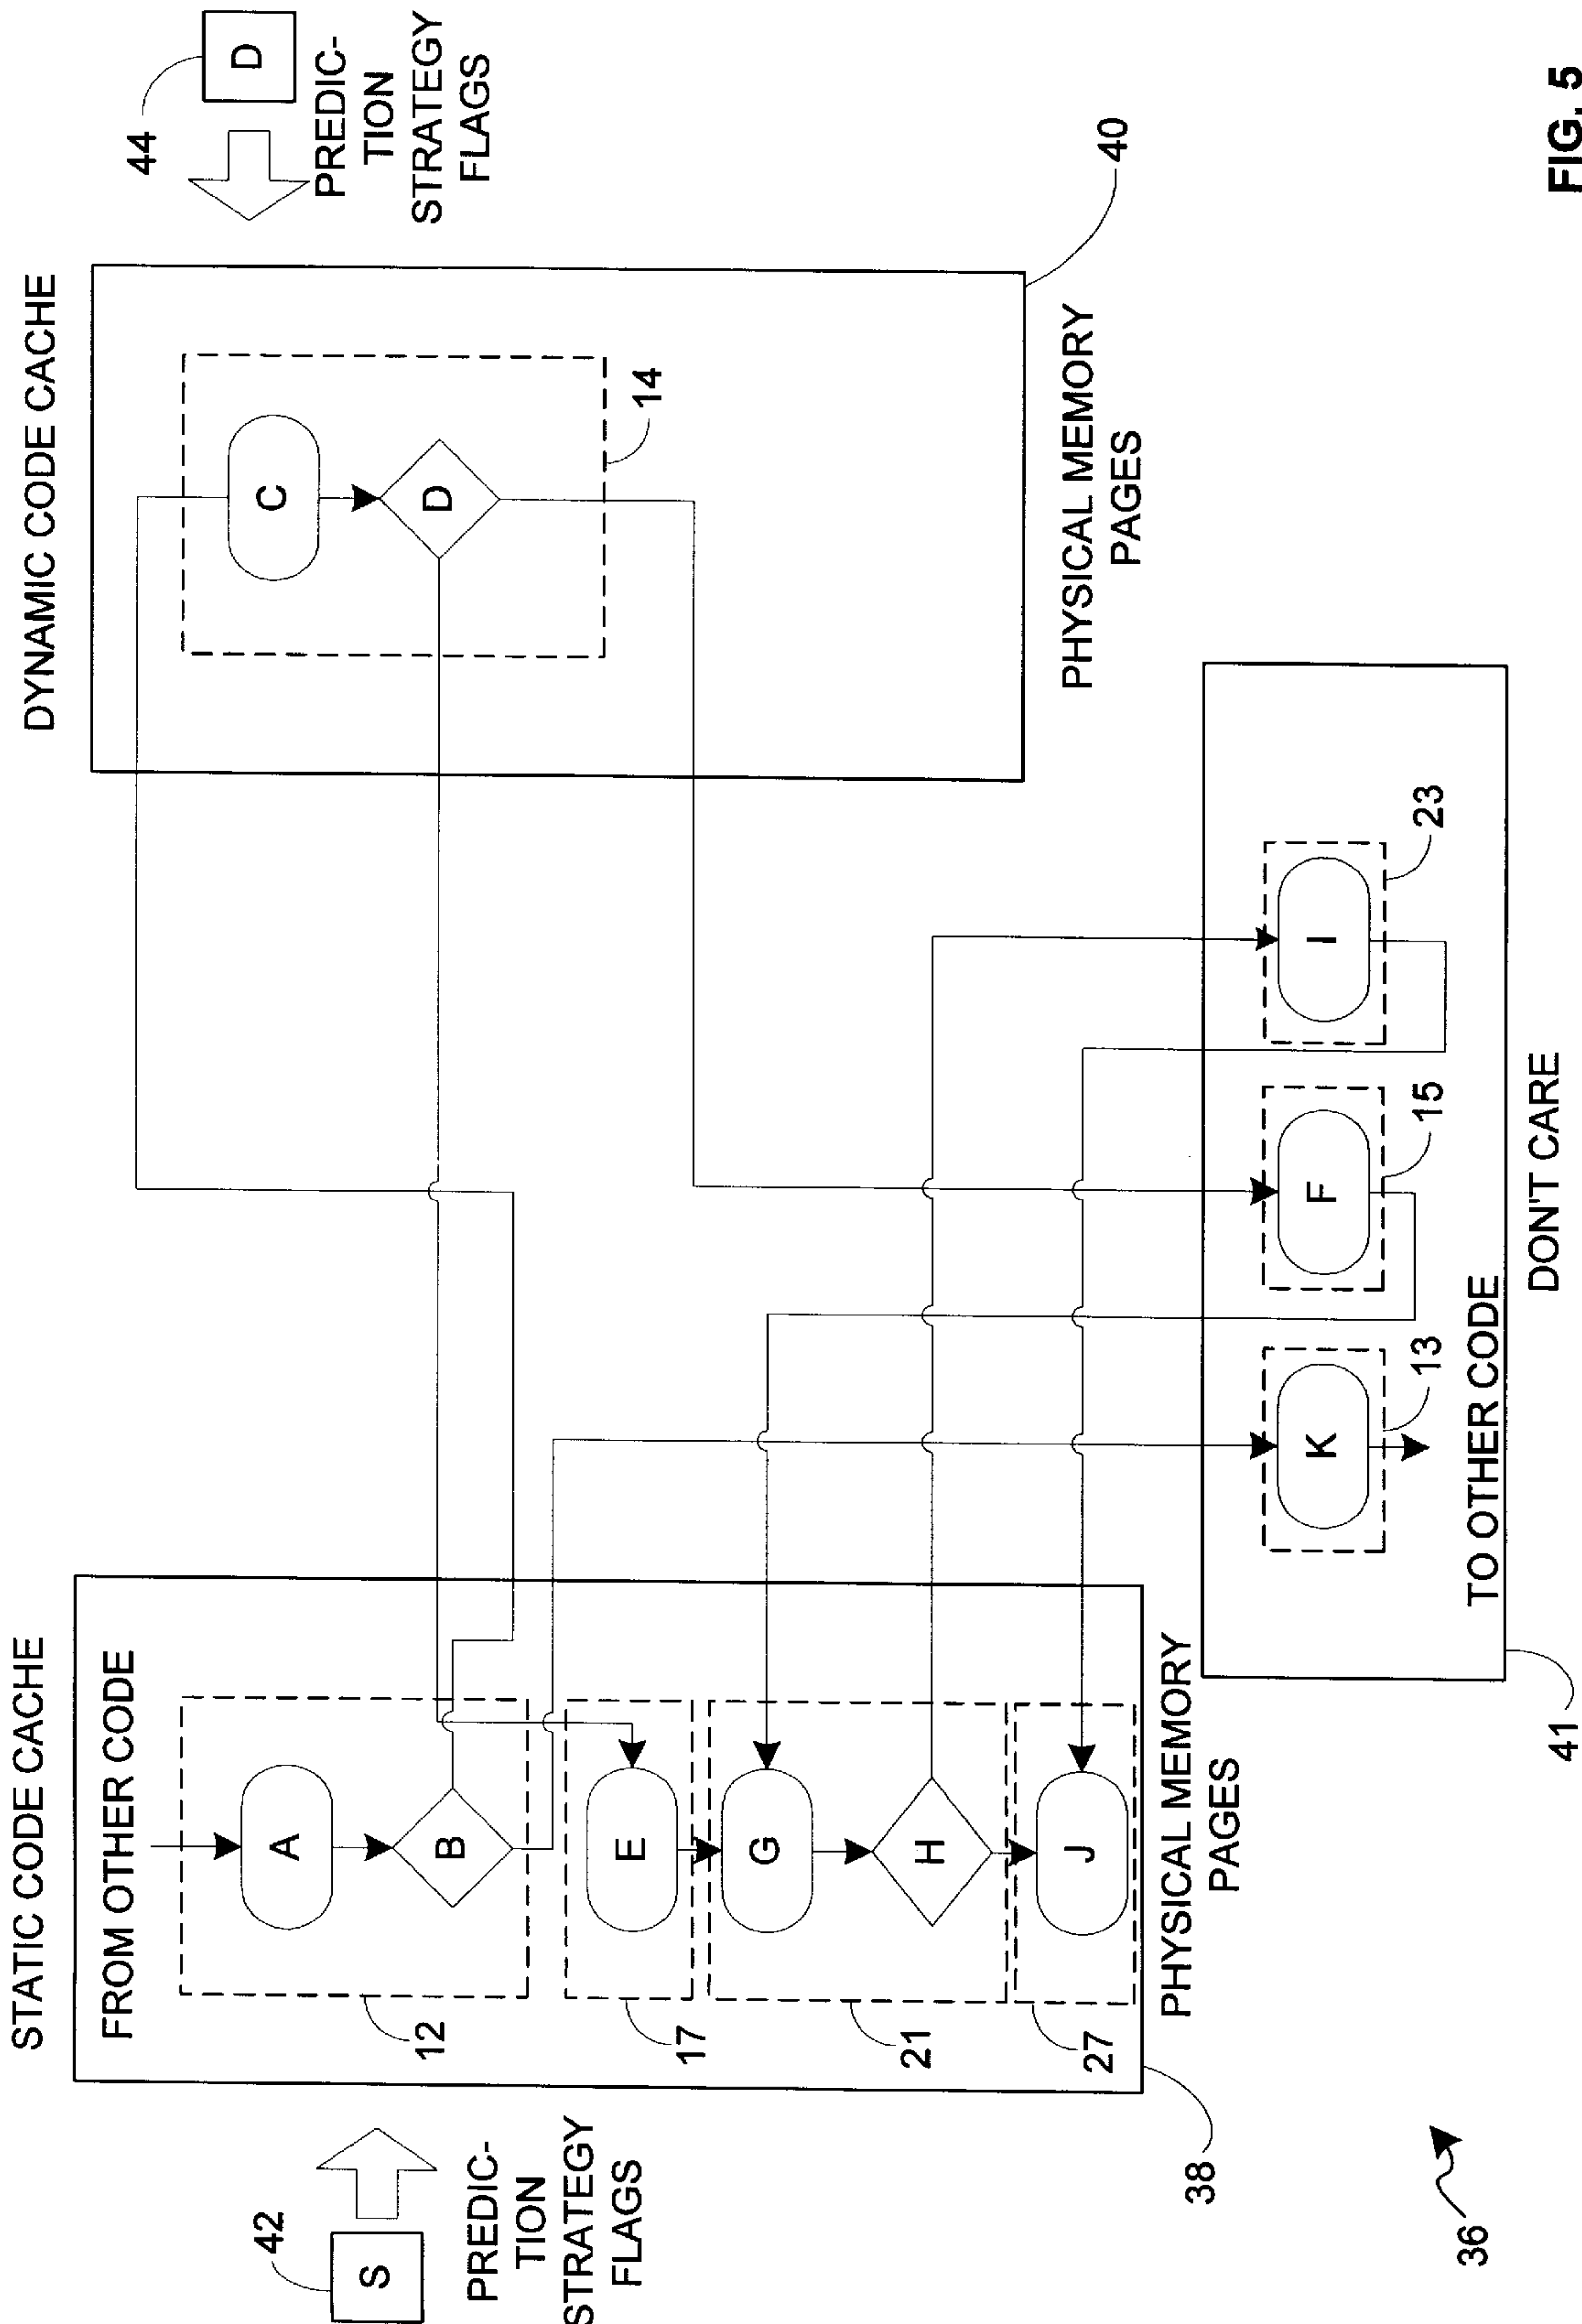 STATIC CODE CACHE
DYNAMIC CODE CACHE
42
S
PREDIC-
TION
STRATEGY
FLAGS
FROM OTHER CODE
A
B
12
E
17
G
H
21
J
27
38
PHYSICAL MEMORY
PAGES
C
D
14
PHYSICAL MEMORY
PAGES
40
44
D
PREDIC-
TION
STRATEGY
FLAGS
K
13
F
15
I
23
TO OTHER CODE
41
DON'T CARE
36
FIG. 5